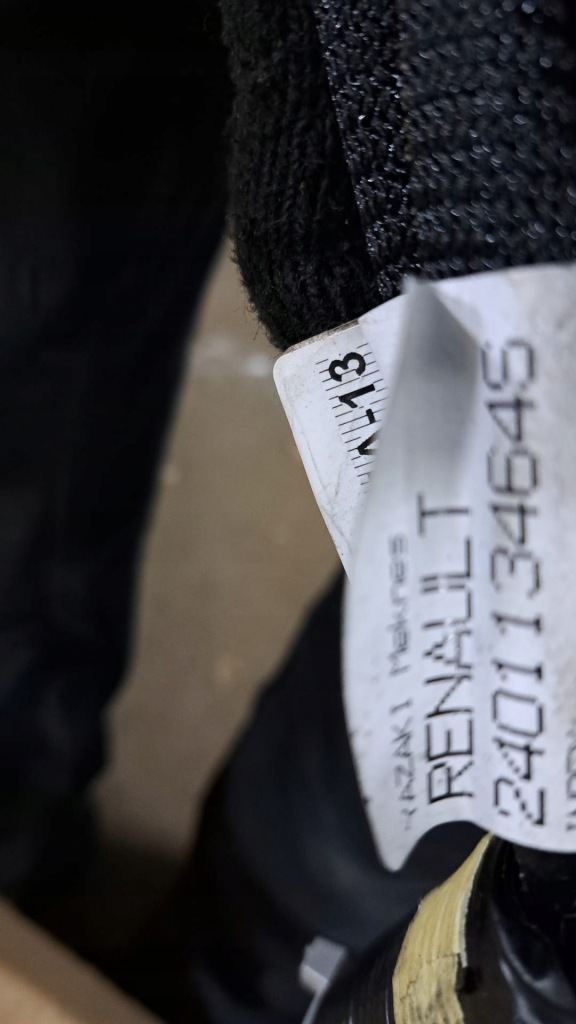 YAZAKI Meknes
RENAULT
240113464S
-13